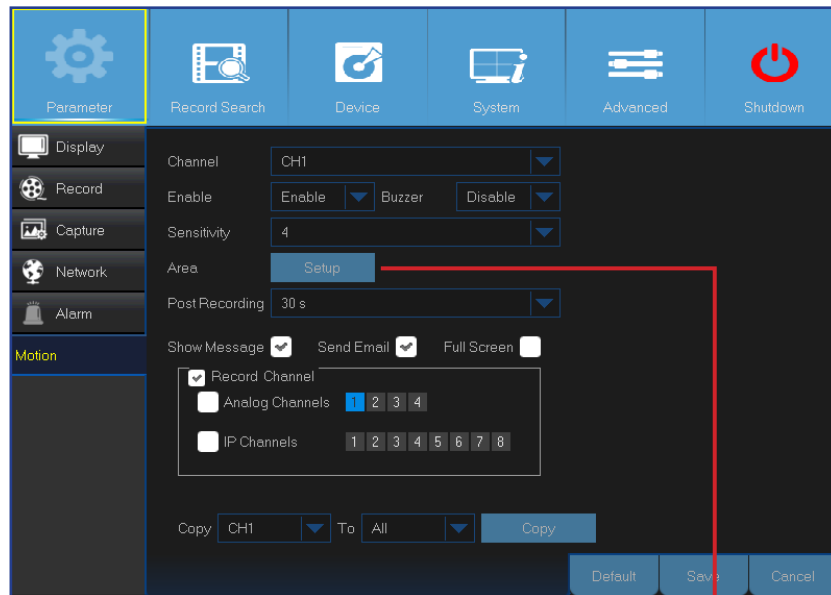 Parameter Record Search Device System Advanced Shutdown
Display
Record
Capture
Network
Alarm
Motion
Channel CH1
Enable Enable Buzzer Disable
Sensitivity 4
Area Setup
Post Recording 30 s
Show Message Send Email Full Screen
Record Channel
Analog Channels 1 2 3 4
IP Channels 1 2 3 4 5 6 7 8
Copy CH1 To All Copy
Default Save Cancel